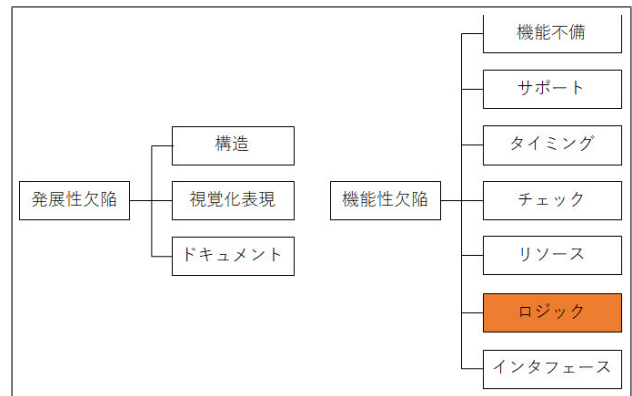 発展性欠陥
構造
視覚化表現
ドキュメント
機能性欠陥
機能不備
サポート
タイミング
チェック
リソース
ロジック
インタフェース